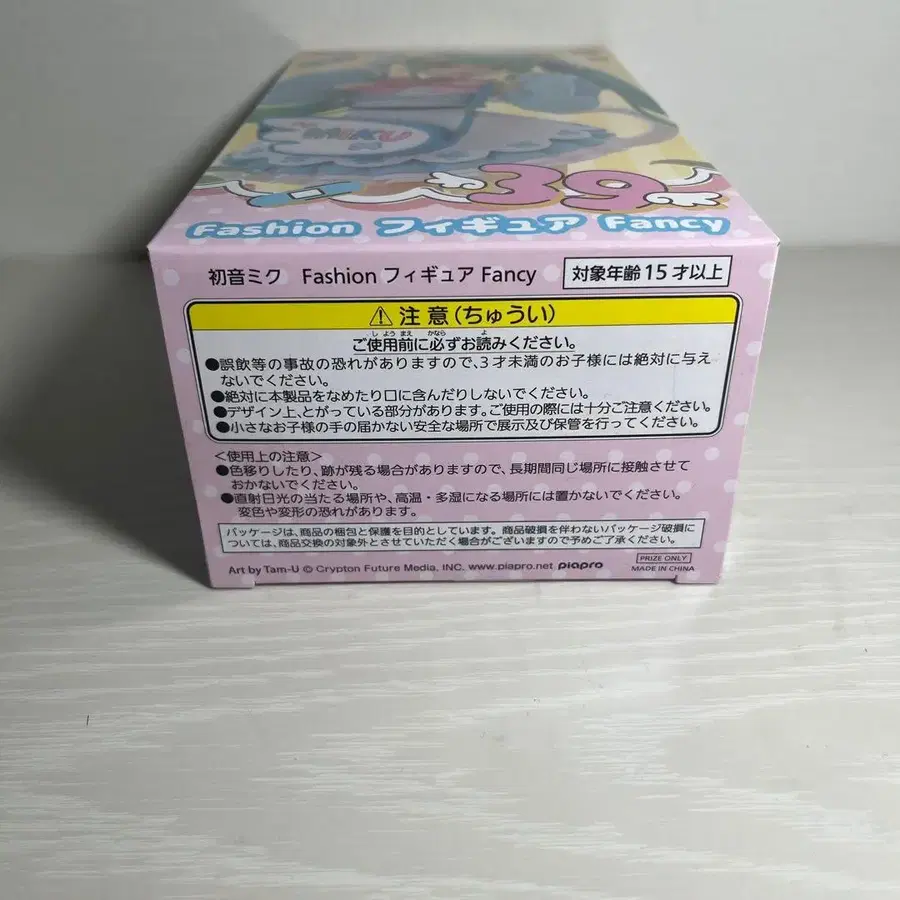 MIKU
39
Fashion フィギュア Fancy
初音ミク Fashion フィギュア Fancy 対象年齢15才以上
⚠注意(ちゅうい)
しようまえ かなら よ
ご使用前に必ずお読みください。
●誤飲等の事故の恐れがありますので、3才未満のお子様には絶対に与え
ないでください。
●絶対に本製品をなめたり口に含んだりしないでください。
●デザイン上、とがっている部分があります。ご使用の際には十分ご注意ください。
●小さなお子様の手の届かない安全な場所で展示及び保管を行ってください。
<使用上の注意>
●色移りしたり、跡が残る場合がありますので、長期間同じ場所に接触させて
おかないでください。
●直射日光の当たる場所や、高温・多湿になる場所には置かないでください。
変色や変形の恐れがあります。
パッケージは、商品の梱包と保護を目的としています。商品破損を伴わないパッケージ破損に
ついては、商品交換の対象外とさせていただく場合がございますので予めご了承ください。
PRIZE ONLY
Art by Tam-U © Crypton Future Media, INC. www.piapro.net piapro MADE IN CHINA